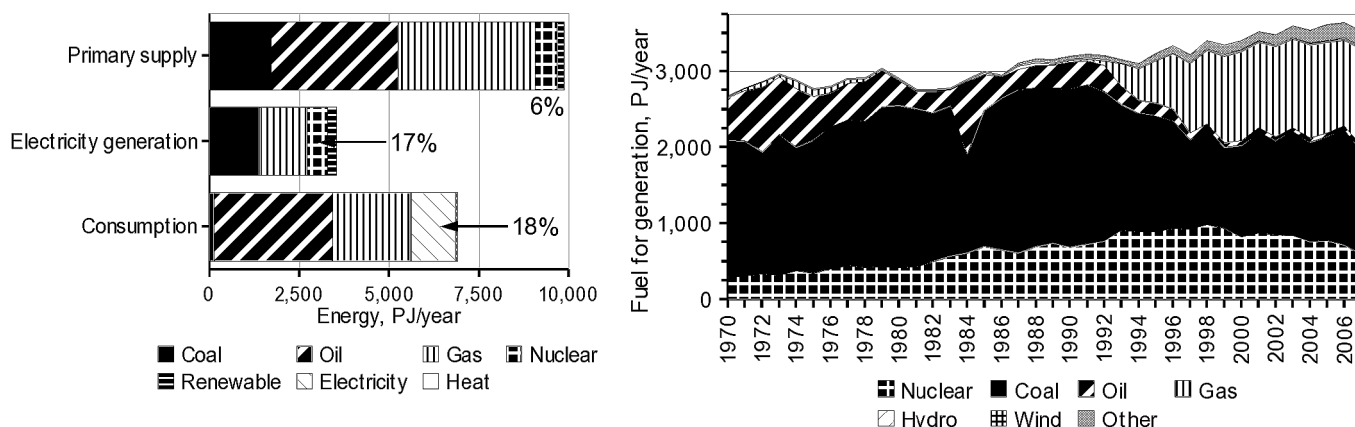 Primary supply
6%
Electricity generation
17%
Consumption
18%
0 2,500 5,000 7,500 10,000
Energy, PJ/year
Coal Oil Gas Nuclear
Renewable Electricity Heat
Fuel for generation, PJ/year
3,000
2,000
1,000
0
1970 1972 1974 1976 1978 1980 1982 1984 1986 1988 1990 1992 1994 1996 1998 2000 2002 2004 2006
Nuclear Coal Oil Gas
Hydro Wind Other